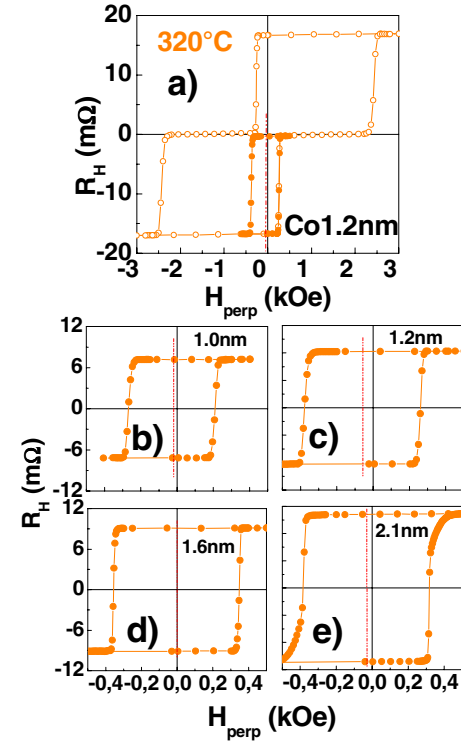 320°C
a)
Co1.2nm
20
10
0
-10
-20
R_H (mΩ)
-3 -2 -1 0 1 2 3
H_perp (kOe)
12
6
0
-6
-12
1.0nm
b)
1.2nm
c)
R_H (mΩ)
12
6
0
-6
-12
1.6nm
d)
2.1nm
e)
-0,4 -0,2 0,0 0,2 0,4
-0,4 -0,2 0,0 0,2 0,4
H_perp (kOe)